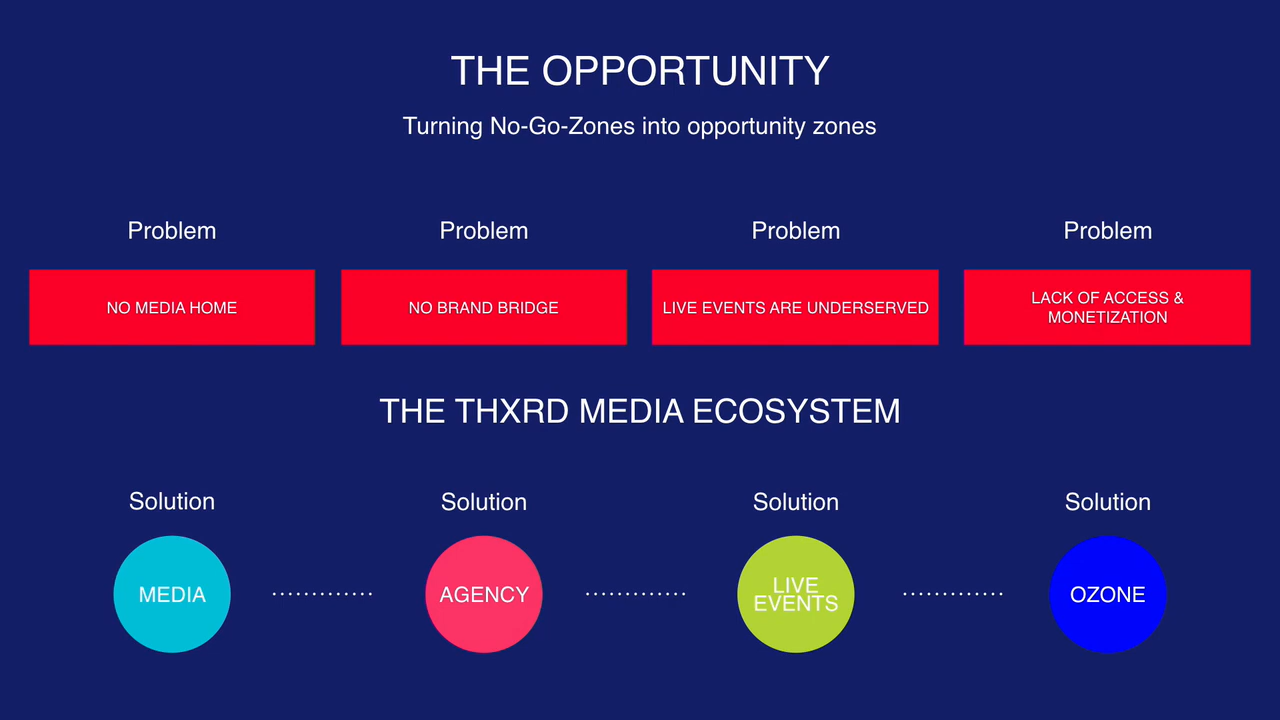 THE OPPORTUNITY
Turning No-Go-Zones into opportunity zones
Problem
Problem
Problem
Problem
NO MEDIA HOME
NO BRAND BRIDGE
LIVE EVENTS ARE UNDERSERVED
LACK OF ACCESS &
MONETIZATION
THE THXRD MEDIA ECOSYSTEM
Solution
Solution
Solution
Solution
MEDIA
AGENCY
LIVE
EVENTS
OZONE